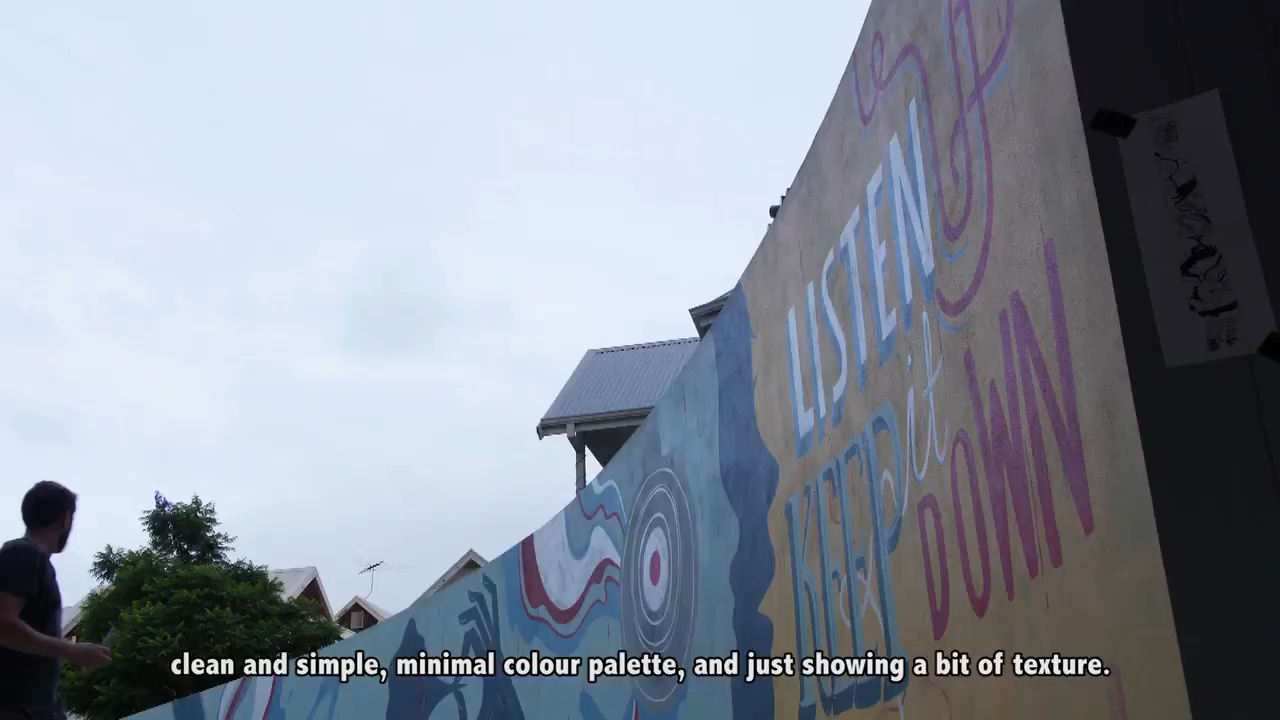 LISTEN
KEEP it
DOWN
clean and simple, minimal colour palette, and just showing a bit of texture.